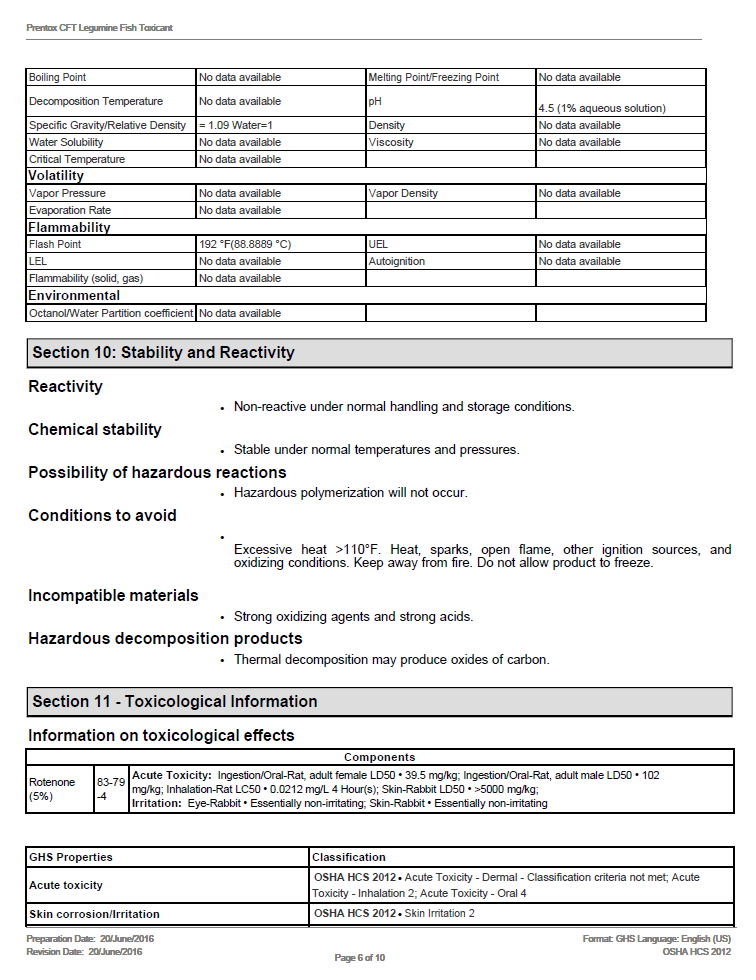 Prentox CFT Legumine Fish Toxicant
Boiling Point No data available Melting Point/Freezing Point No data available
Decomposition Temperature No data available pH 4.5 (1% aqueous solution)
Specific Gravity/Relative Density = 1.09 Water=1 Density No data available
Water Solubility No data available Viscosity No data available
Critical Temperature No data available
Volatility
Vapor Pressure No data available Vapor Density No data available
Evaporation Rate No data available
Flammability
Flash Point 192 °F(88.8889 °C) UEL No data available
LEL No data available Autoignition No data available
Flammability (solid, gas) No data available
Environmental
Octanol/Water Partition coefficient No data available
Section 10: Stability and Reactivity
Reactivity
• Non-reactive under normal handling and storage conditions.
Chemical stability
• Stable under normal temperatures and pressures.
Possibility of hazardous reactions
• Hazardous polymerization will not occur.
Conditions to avoid
•
Excessive heat >110°F. Heat, sparks, open flame, other ignition sources, and
oxidizing conditions. Keep away from fire. Do not allow product to freeze.
Incompatible materials
• Strong oxidizing agents and strong acids.
Hazardous decomposition products
• Thermal decomposition may produce oxides of carbon.
Section 11 - Toxicological Information
Information on toxicological effects
Components
Rotenone
(5%)
83-79
-4
Acute Toxicity: Ingestion/Oral-Rat, adult female LD50 • 39.5 mg/kg; Ingestion/Oral-Rat, adult male LD50 • 102
mg/kg; Inhalation-Rat LC50 • 0.0212 mg/L 4 Hour(s); Skin-Rabbit LD50 • >5000 mg/kg;
Irritation: Eye-Rabbit • Essentially non-irritating; Skin-Rabbit • Essentially non-irritating
GHS Properties Classification
Acute toxicity
OSHA HCS 2012 • Acute Toxicity - Dermal - Classification criteria not met; Acute
Toxicity - Inhalation 2; Acute Toxicity - Oral 4
Skin corrosion/Irritation OSHA HCS 2012 • Skin Irritation 2
Preparation Date: 20/June/2016 Format: GHS Language: English (US)
Revision Date: 20/June/2016 OSHA HCS 2012
Page 6 of 10